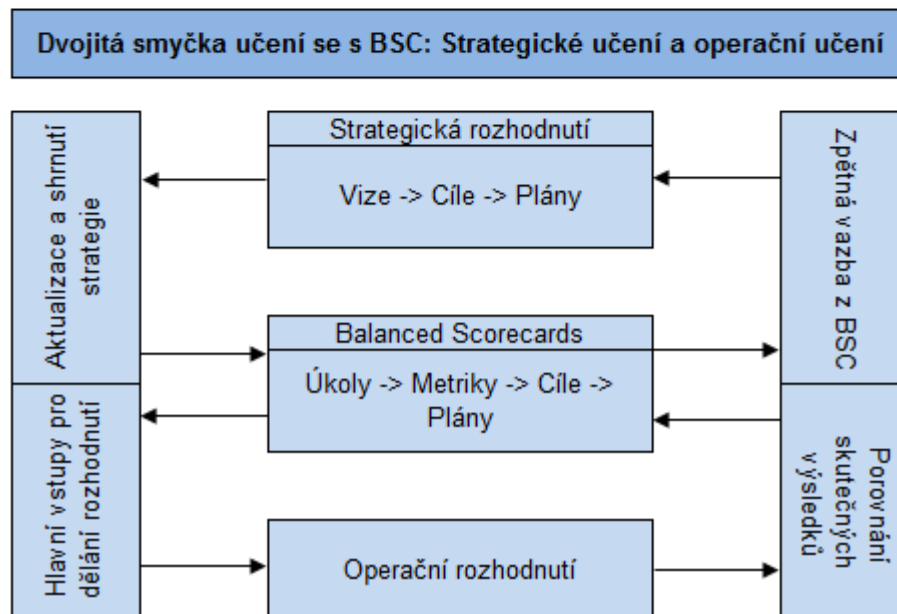 Dvojitá smyčka učení se s BSC: Strategické učení a operační učení
Aktualizace a shrnutí
strategie
Strategická rozhodnutí
Vize -> Cíle -> Plány
Zpětná vazba z BSC
Balanced Scorecards
Úkoly -> Metriky -> Cíle ->
Plány
Hlavní vstupy pro
dělání rozhodnutí
Operační rozhodnutí
Porovnání
skutečných
výsledků